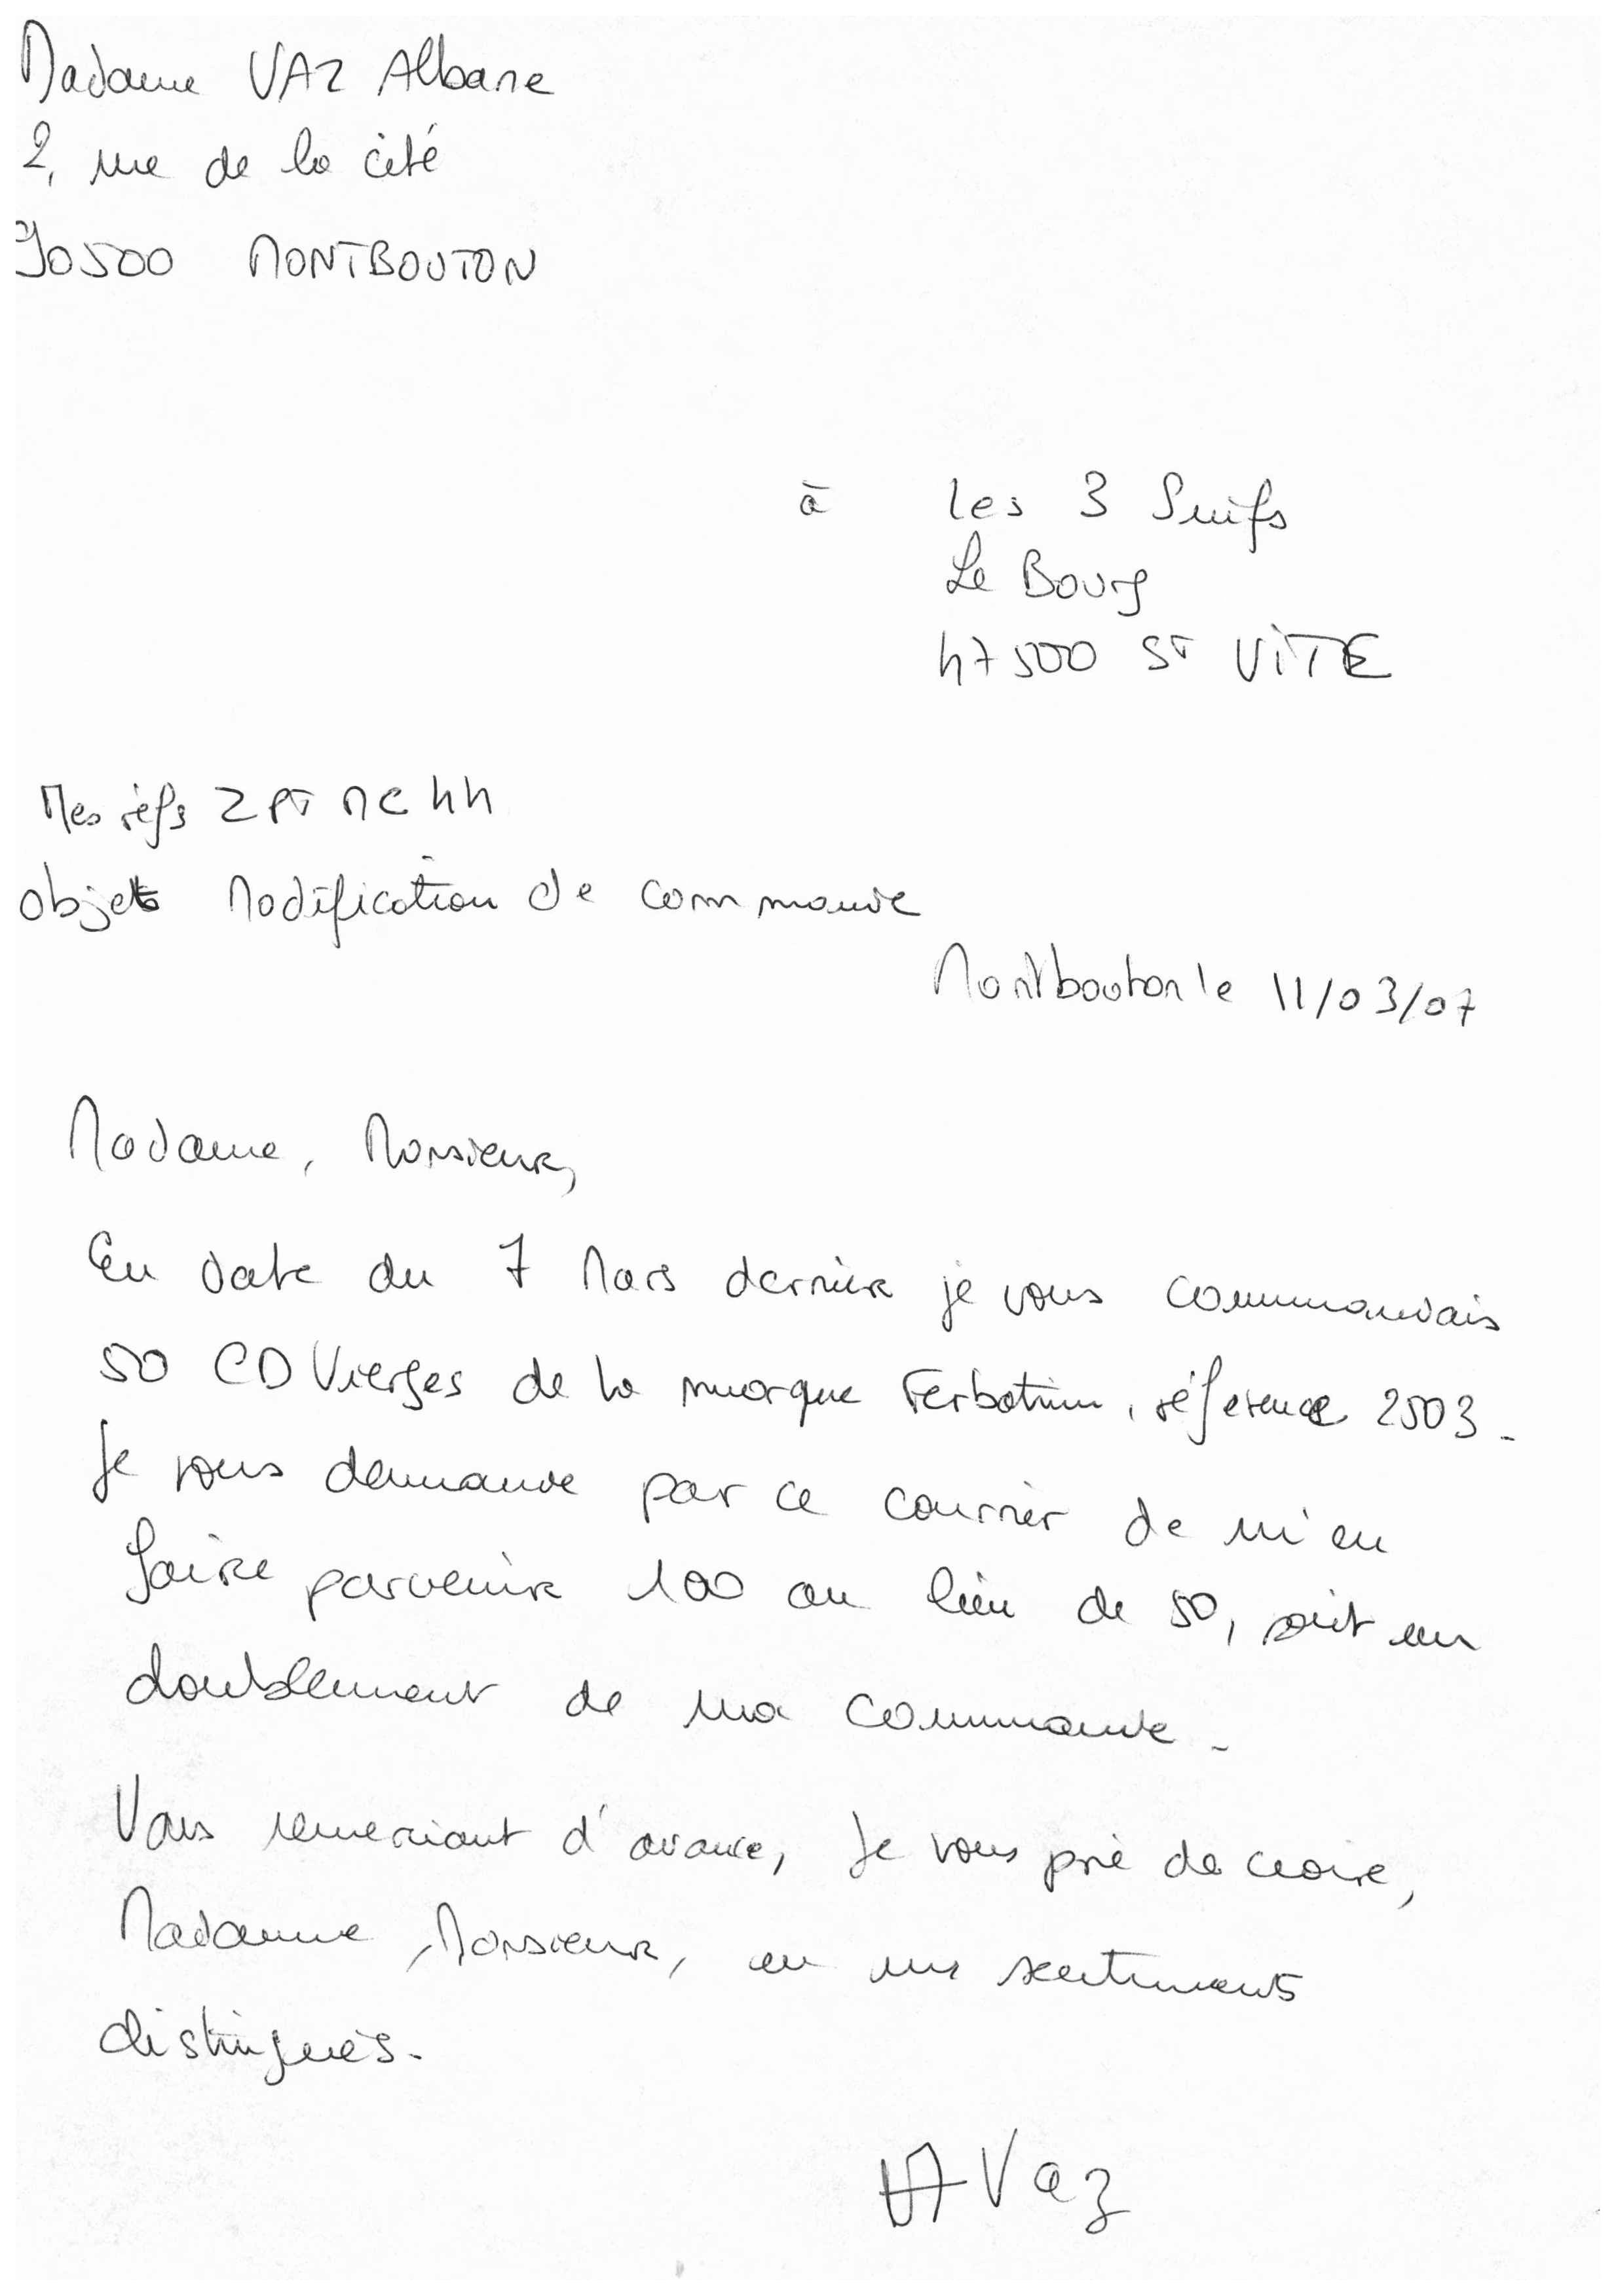 Madame VAZ Albane
2, rue de la cité
90500 MONTBOUTON
à les 3 Suifs
Le Bourg
47500 ST VITE
Mes réfs ZPT MC 44
objet Modification de commande
Montbouton le 11/03/07
Madame, Monsieur,
En date du 7 Mars dernier je vous commandais
50 CD Vierges de la marque Ferbatim, référence 2503.
Je vous demande par ce courrier de m'en
faire parvenir 100 au lieu de 50, soit un
doublement de ma commande.
Vous remerciant d'avance, Je vous prie de croire,
Madame, Monsieur, en mes sentiments
distingués.
A Vaz